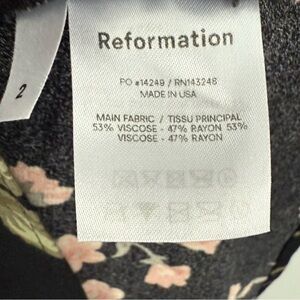 Reformation
PO #14249 / RN143246
MADE IN USA
MAIN FABRIC / TISSU PRINCIPAL
53% VISCOSE - 47% RAYON 53%
VISCOSE - 47% RAYON
2